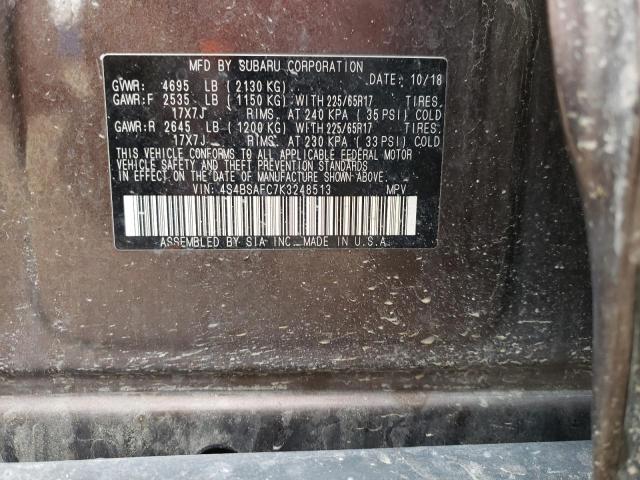 MFD BY SUBARU CORPORATION
DATE: 10/18
GVWR: 4695 LB ( 2130 KG)
GAWR:F 2535 LB ( 1150 KG) WITH 225/65R17 TIRES,
17X7J RIMS, AT 240 KPA ( 35 PSI) COLD
GAWR:R 2645 LB ( 1200 KG) WITH 225/65R17 TIRES,
17X7J RIMS, AT 230 KPA ( 33 PSI) COLD
THIS VEHICLE CONFORMS TO ALL APPLICABLE FEDERAL MOTOR
VEHICLE SAFETY AND THEFT PREVENTION STANDARDS IN
EFFECT ON THE DATE OF MANUFACTURE SHOWN ABOVE.
VIN: 4S4BSAFC7K3248513 MPV
ASSEMBLED BY SIA INC. MADE IN U.S.A.